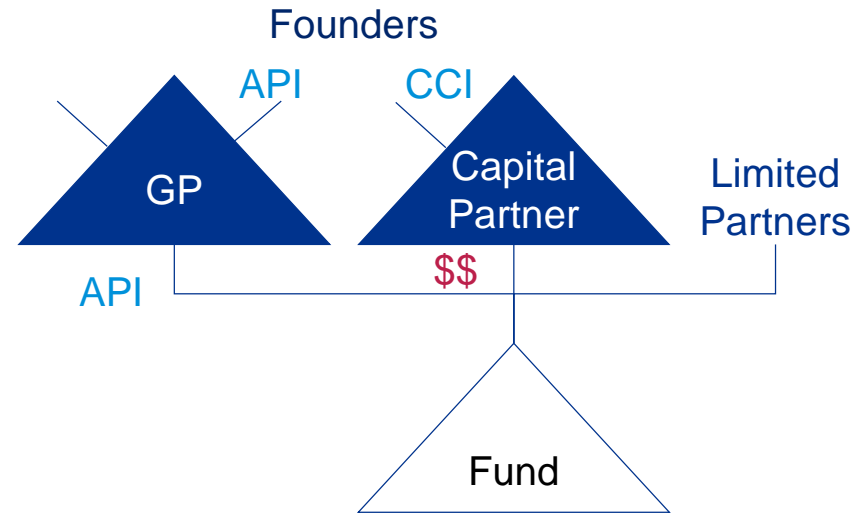 Founders
API
CCI
GP
Capital
Partner
Limited
Partners
API
$$
Fund